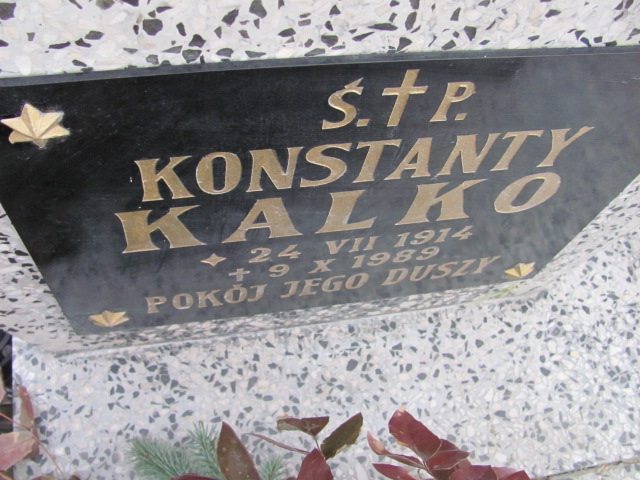 Ś. † P.
KONSTANTY
KALKO
✦ 24 VII 1914
+ 9 X 1989
POKÓJ JEGO DUSZY